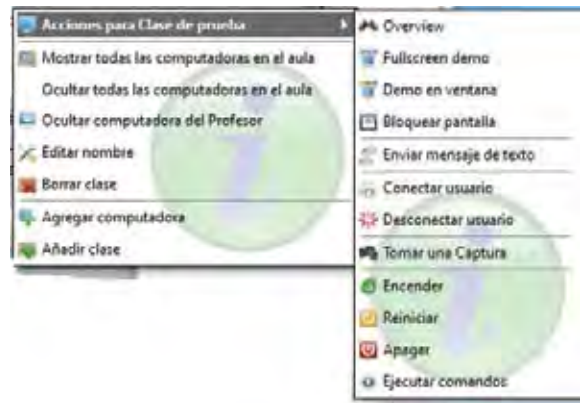 Acciones para Clase de prueba
Mostrar todas las computadoras en el aula
Ocultar todas las computadoras en el aula
Ocultar computadora del Profesor
Editar nombre
Borrar clase
Agregar computadora
Añadir clase
Overview
Fullscreen demo
Demo en ventana
Bloquear pantalla
Enviar mensaje de texto
Conectar usuario
Desconectar usuario
Tomar una Captura
Encender
Reiniciar
Apagar
Ejecutar comandos